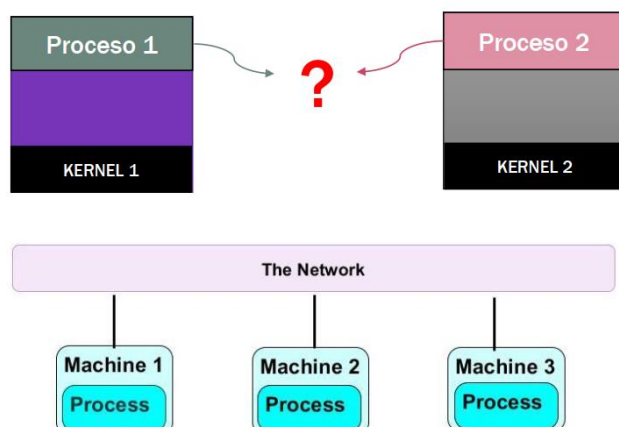 Proceso 1
Proceso 2
?
KERNEL 1
KERNEL 2
The Network
Machine 1
Machine 2
Machine 3
Process
Process
Process